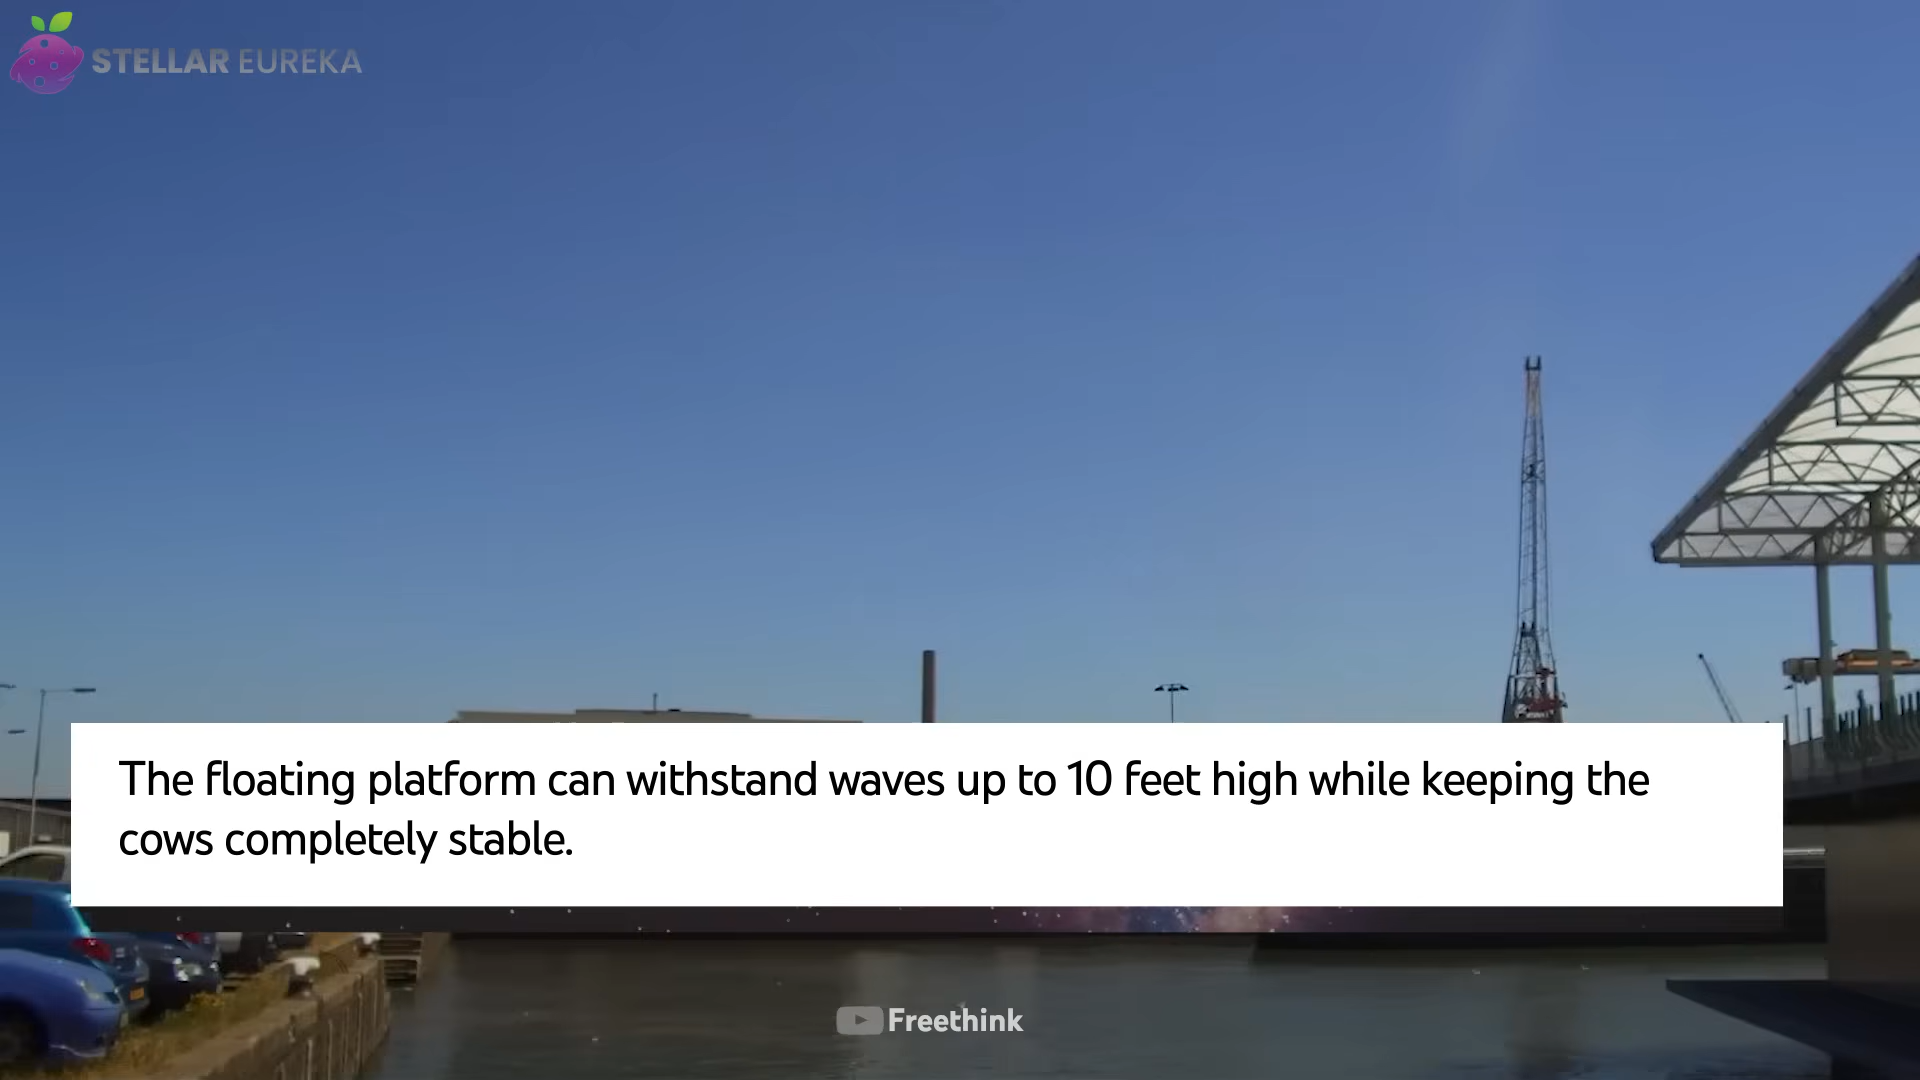 STELLAR EUREKA
The floating platform can withstand waves up to 10 feet high while keeping the
cows completely stable.
Freethink